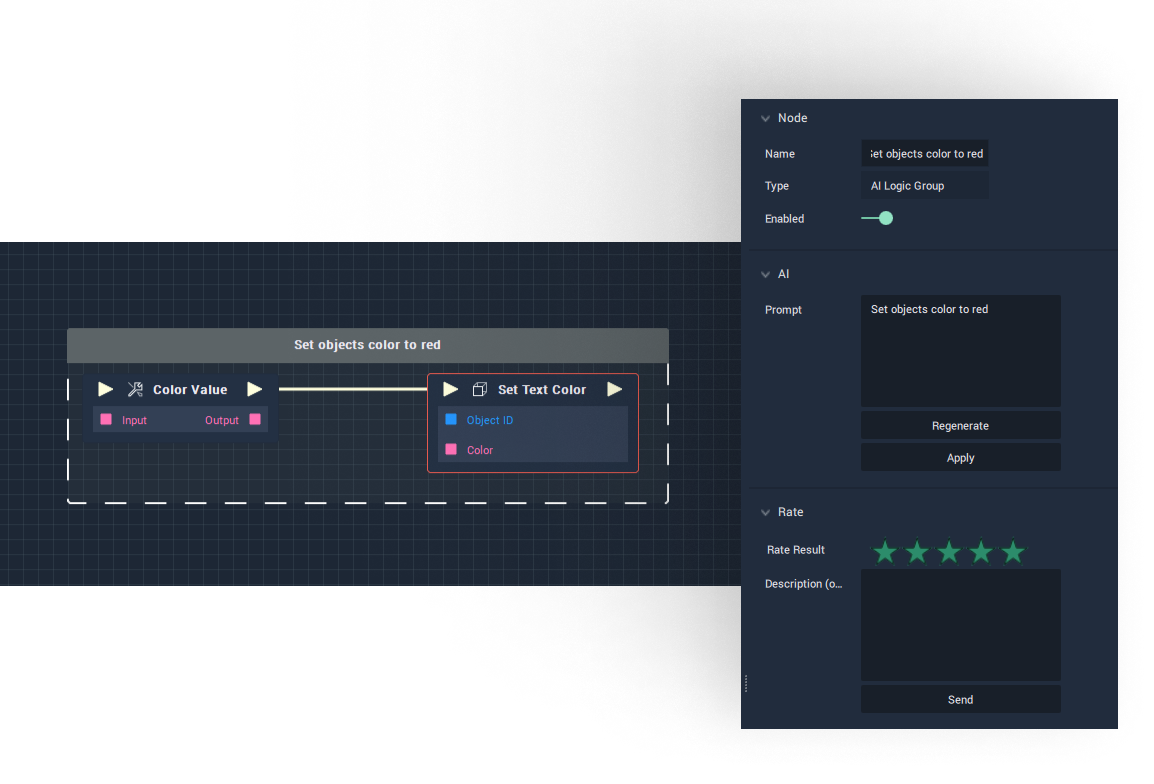 Set objects color to red
Color Value
Input Output
Set Text Color
Object ID
Color
Node
Name Set objects color to red
Type AI Logic Group
Enabled
AI
Prompt Set objects color to red
Regenerate
Apply
Rate
Rate Result
Description (o...
Send